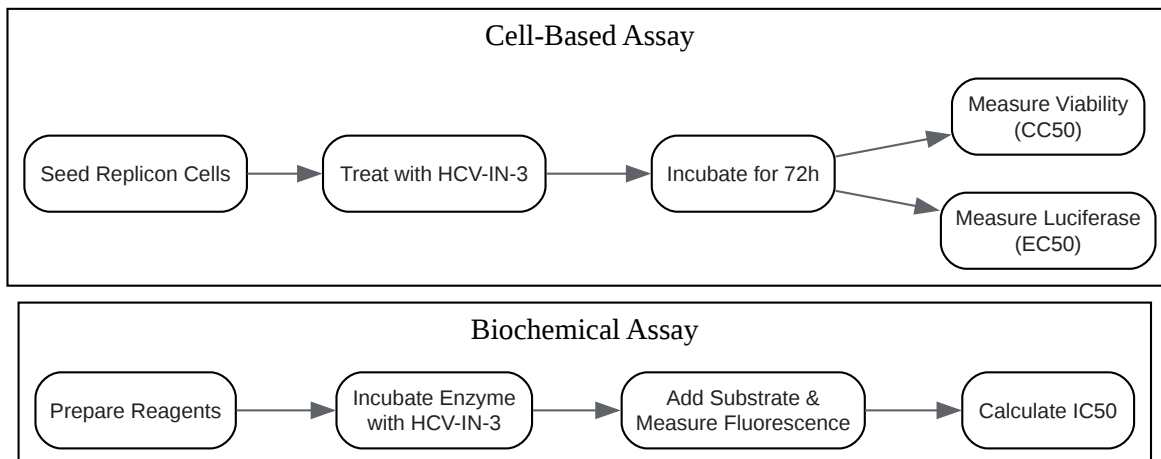 Cell-Based Assay
Seed Replicon Cells
Treat with HCV-IN-3
Incubate for 72h
Measure Viability
(CC50)
Measure Luciferase
(EC50)
Biochemical Assay
Prepare Reagents
Incubate Enzyme
with HCV-IN-3
Add Substrate &
Measure Fluorescence
Calculate IC50